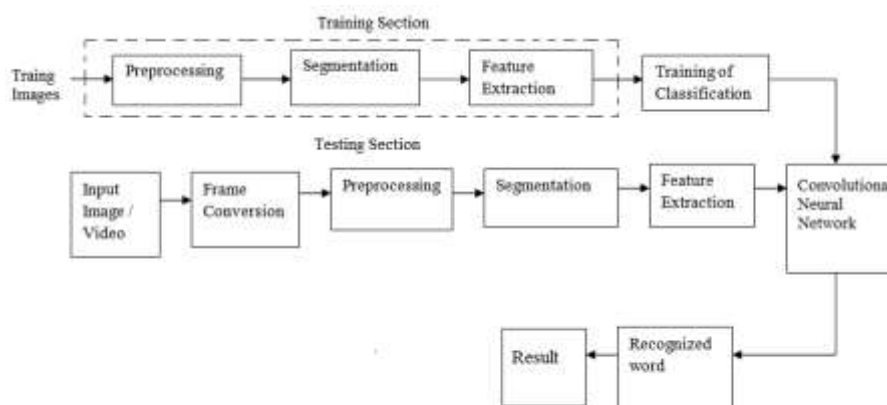 Training Section
Traing
Images
Preprocessing
Segmentation
Feature
Extraction
Training of
Classification
Testing Section
Input
Image /
Video
Frame
Conversion
Preprocessing
Segmentation
Feature
Extraction
Convolutiona
Neural
Network
Result
Recognized
word